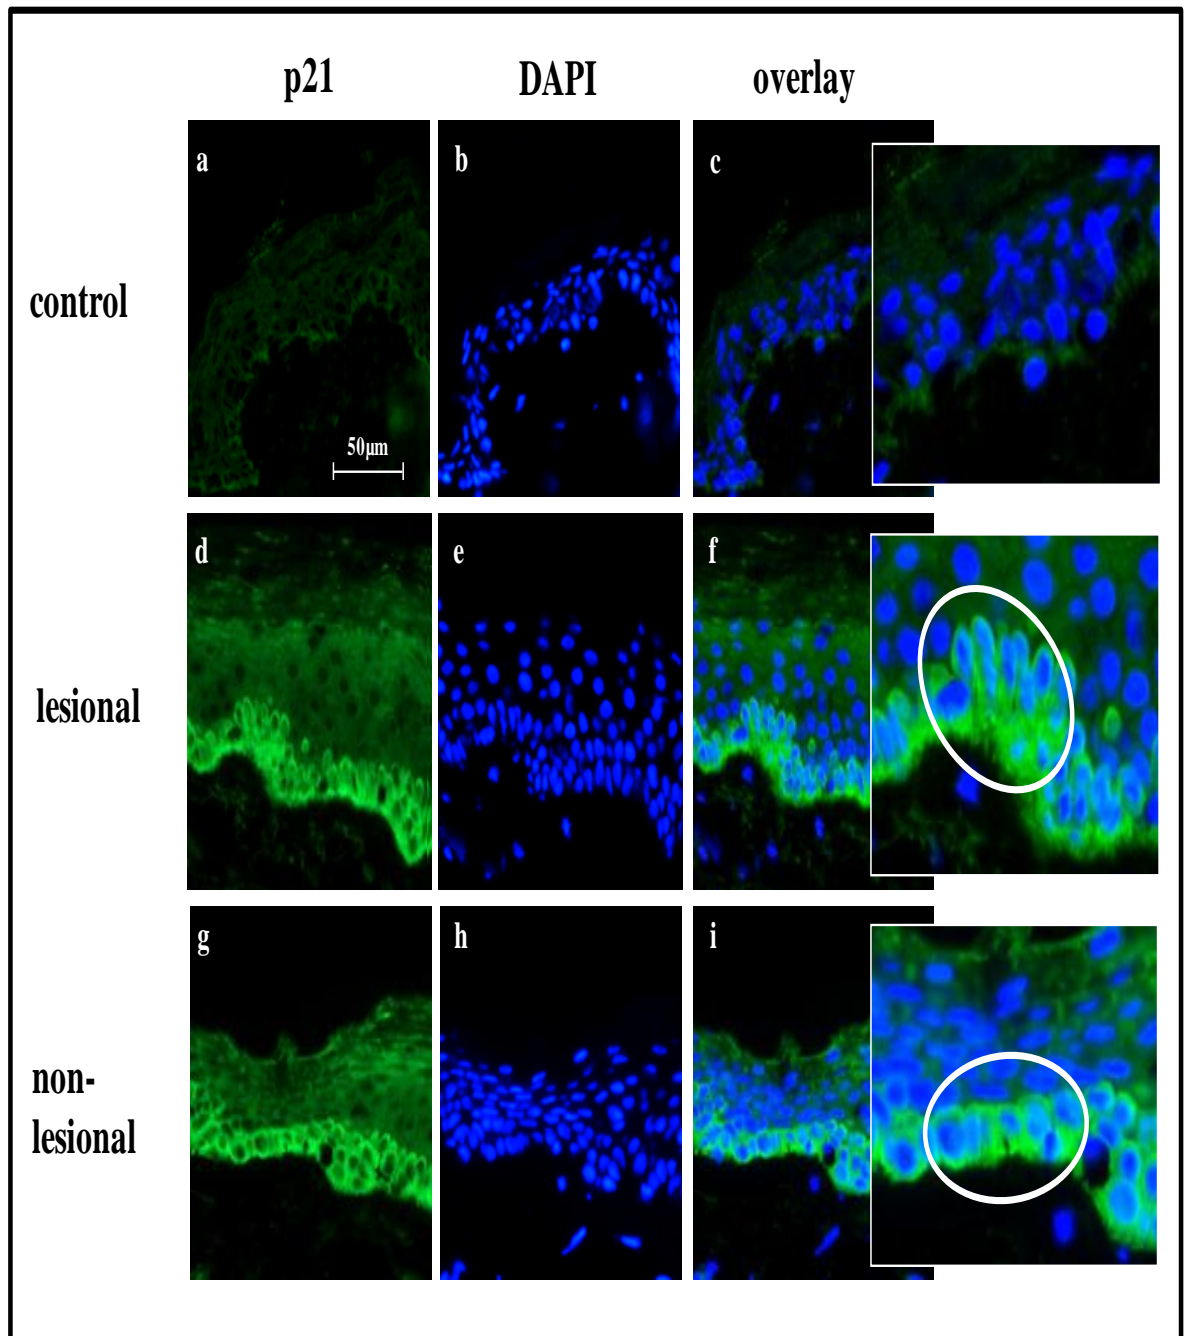 p21 DAPI overlay
a b c
control
50µm
d e f
lesional
g h i
non-
lesional